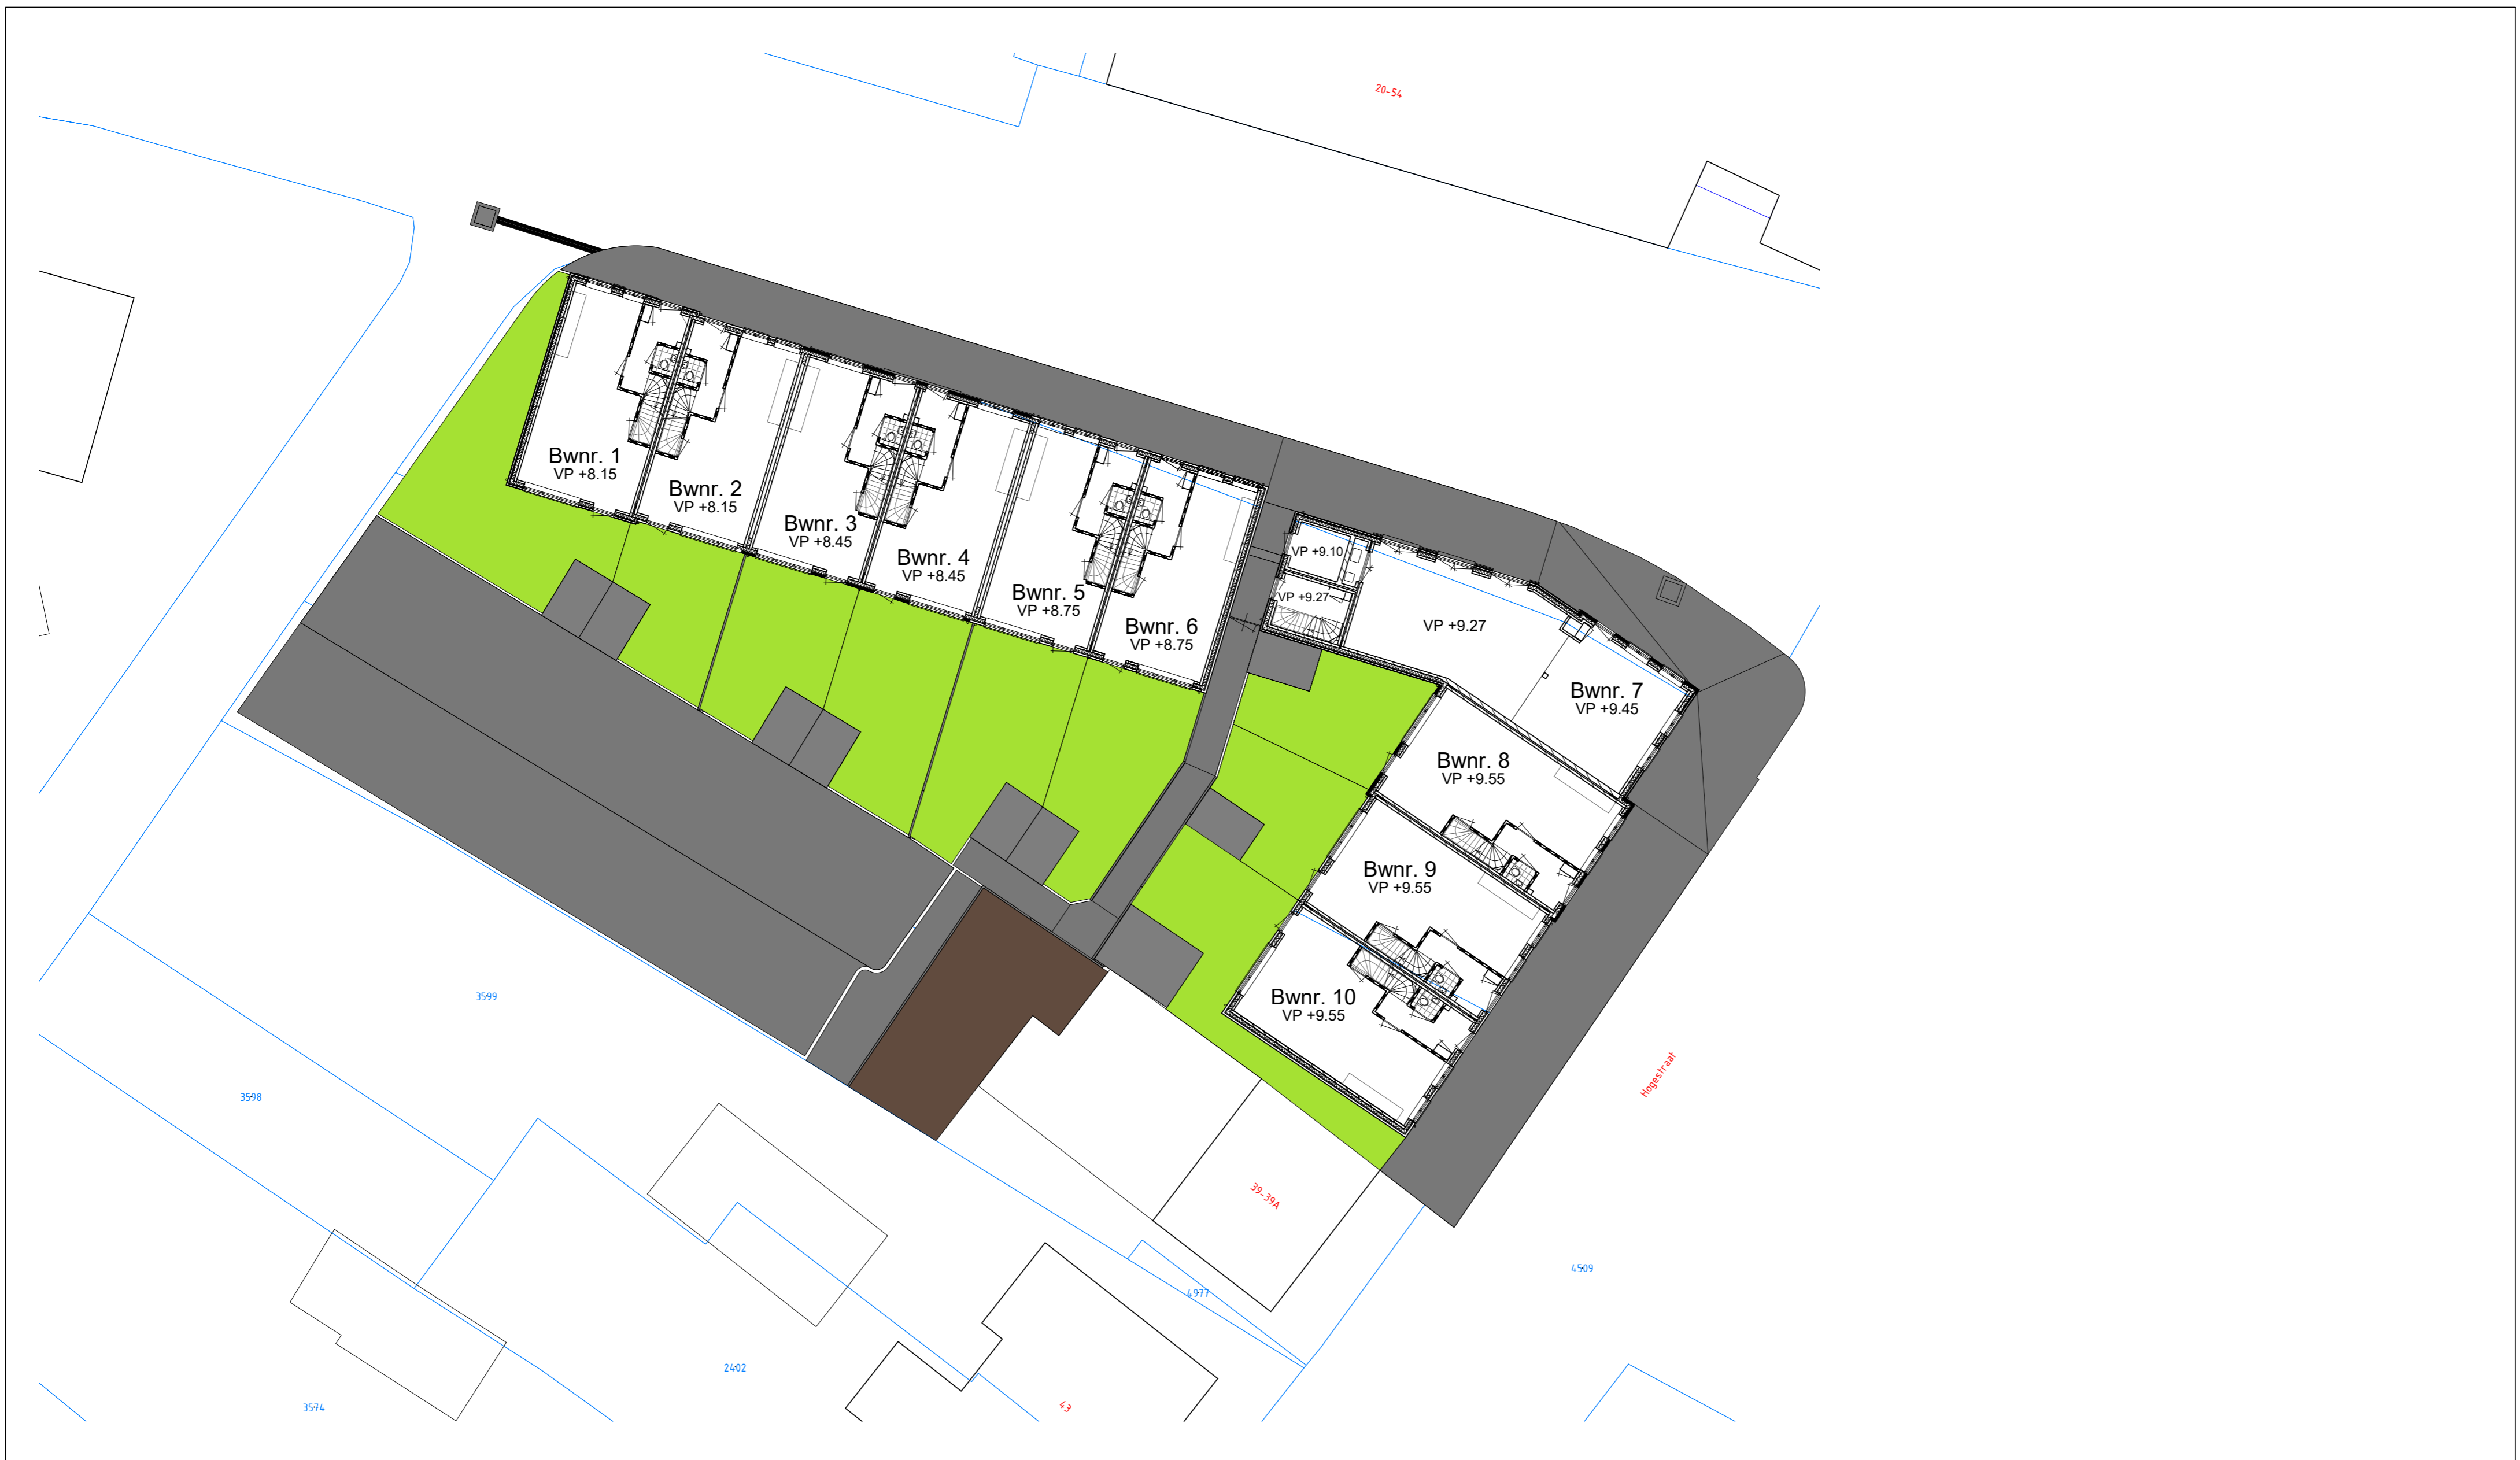 20-54
Bwnr. 1
VP +8.15
Bwnr. 2
VP +8.15
Bwnr. 3
VP +8.45
Bwnr. 4
VP +8.45
Bwnr. 5
VP +8.75
Bwnr. 6
VP +8.75
VP +9.10
VP +9.27
VP +9.27
Bwnr. 7
VP +9.45
Bwnr. 8
VP +9.55
Bwnr. 9
VP +9.55
Bwnr. 10
VP +9.55
3599
3598
Hogestraat
39-39A
4509
4977
2402
3574
43